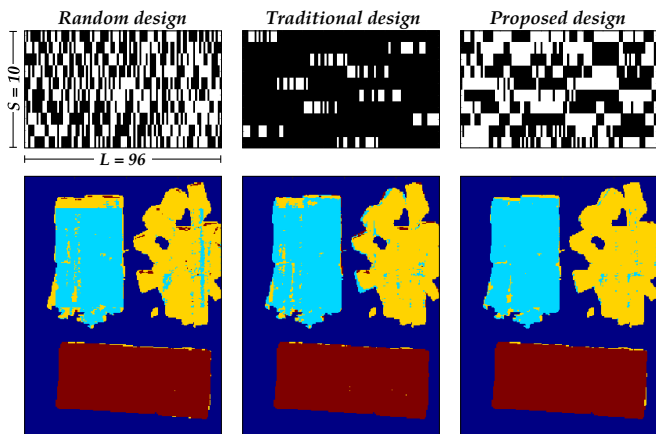 Random design
Traditional design
Proposed design
S = 10
L = 96